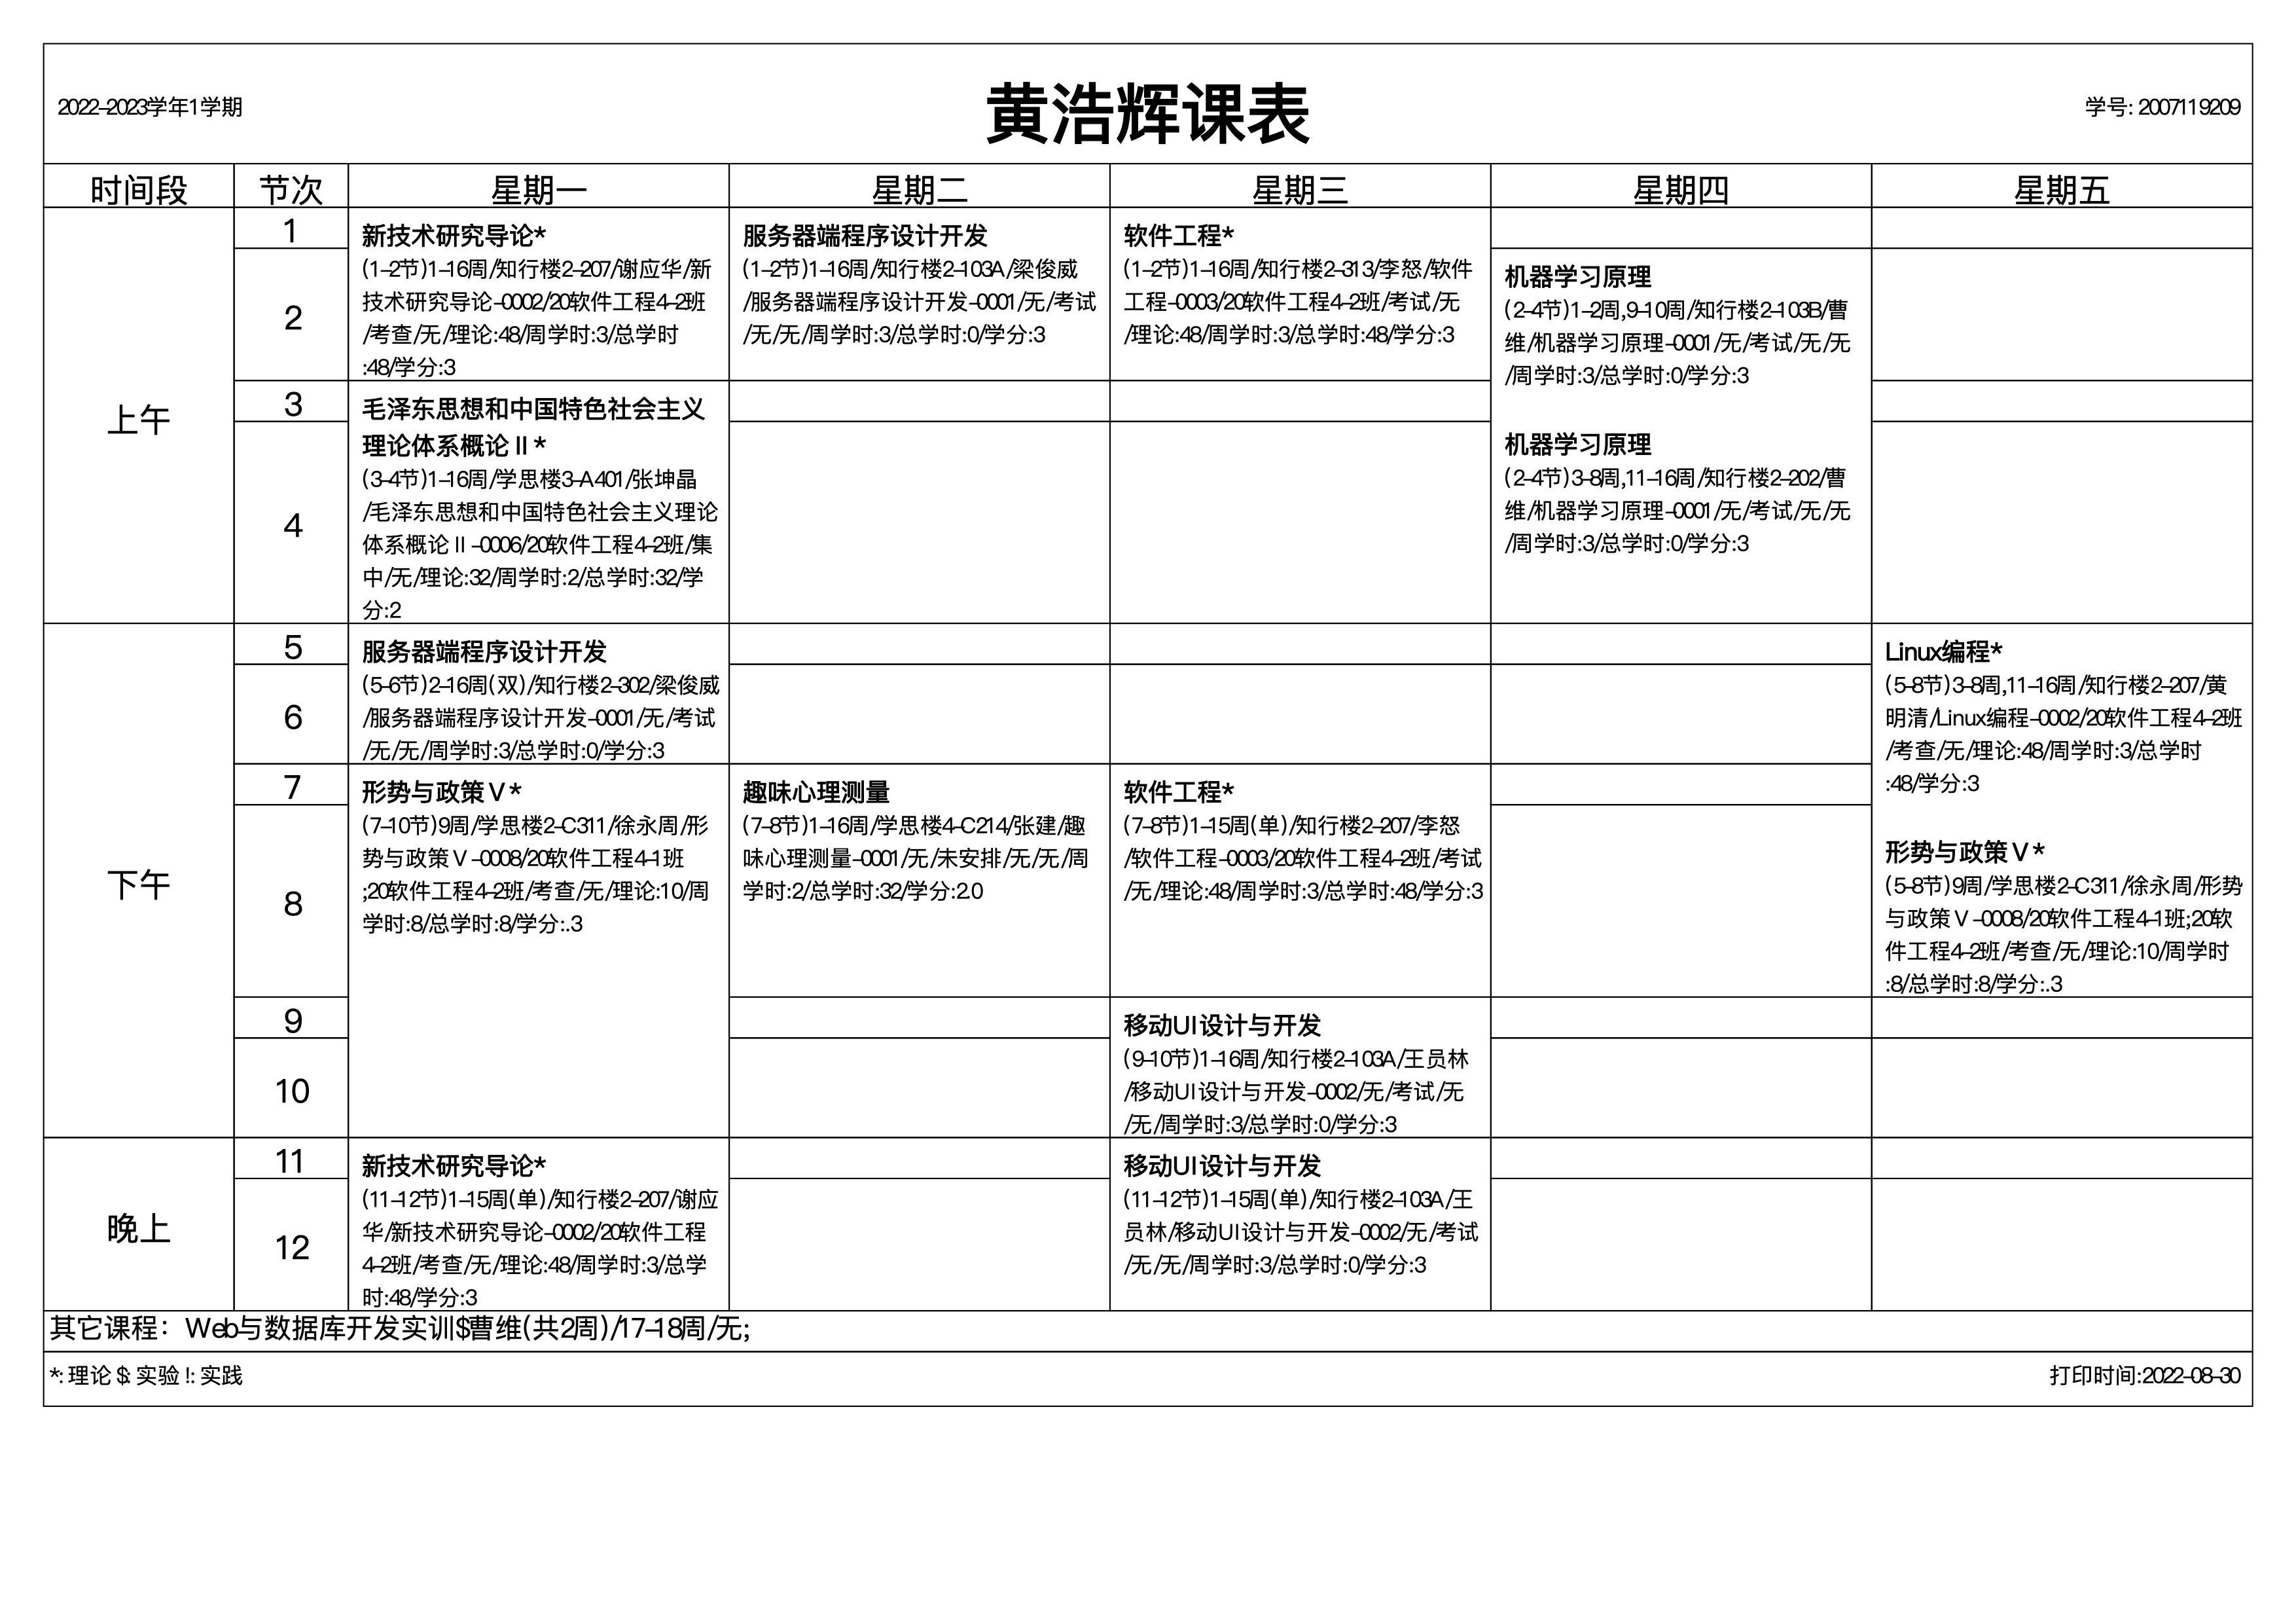 2022-2023学年1学期
黄浩辉课表
学号: 2007119209
时间段
节次
星期一
星期二
星期三
星期四
星期五
上午
1
2
3
4
新技术研究导论*
(1-2节)1-16周/知行楼2-207/谢应华/新
技术研究导论-0002/20软件工程4-2班
/考查/无/理论:48/周学时:3/总学时
:48/学分:3
服务器端程序设计开发
(1-2节)1-16周/知行楼2-103A/梁俊威
/服务器端程序设计开发-0001/无/考试
/无/无/周学时:3/总学时:0/学分:3
软件工程*
(1-2节)1-16周/知行楼2-313/李怒/软件
工程-0003/20软件工程4-2班/考试/无
/理论:48/周学时:3/总学时:48/学分:3
机器学习原理
(2-4节)1-2周,9-10周/知行楼2-103B/曹
维/机器学习原理-0001/无/考试/无/无
/周学时:3/总学时:0/学分:3
机器学习原理
(2-4节)3-8周,11-16周/知行楼2-202/曹
维/机器学习原理-0001/无/考试/无/无
/周学时:3/总学时:0/学分:3
毛泽东思想和中国特色社会主义
理论体系概论Ⅱ*
(3-4节)1-16周/学思楼3-A401/张坤晶
/毛泽东思想和中国特色社会主义理论
体系概论Ⅱ-0006/20软件工程4-2班/集
中/无/理论:32/周学时:2/总学时:32/学
分:2
下午
5
6
7
8
9
10
服务器端程序设计开发
(5-6节)2-16周(双)/知行楼2-302/梁俊威
/服务器端程序设计开发-0001/无/考试
/无/无/周学时:3/总学时:0/学分:3
Linux编程*
(5-8节)3-8周,11-16周/知行楼2-207/黄
明清/Linux编程-0002/20软件工程4-2班
/考查/无/理论:48/周学时:3/总学时
:48/学分:3
形势与政策Ⅴ*
(5-8节)9周/学思楼2-C311/徐永周/形势
与政策Ⅴ-0008/20软件工程4-1班;20软
件工程4-2班/考查/无/理论:10/周学时
:8/总学时:8/学分:.3
形势与政策Ⅴ*
(7-10节)9周/学思楼2-C311/徐永周/形
势与政策Ⅴ-0008/20软件工程4-1班
;20软件工程4-2班/考查/无/理论:10/周
学时:8/总学时:8/学分:.3
趣味心理测量
(7-8节)1-16周/学思楼4-C214/张建/趣
味心理测量-0001/无/未安排/无/无/周
学时:2/总学时:32/学分:2.0
软件工程*
(7-8节)1-15周(单)/知行楼2-207/李怒
/软件工程-0003/20软件工程4-2班/考试
/无/理论:48/周学时:3/总学时:48/学分:3
移动UI设计与开发
(9-10节)1-16周/知行楼2-103A/王员林
/移动UI设计与开发-0002/无/考试/无
/无/周学时:3/总学时:0/学分:3
晚上
11
12
新技术研究导论*
(11-12节)1-15周(单)/知行楼2-207/谢应
华/新技术研究导论-0002/20软件工程
4-2班/考查/无/理论:48/周学时:3/总学
时:48/学分:3
移动UI设计与开发
(11-12节)1-15周(单)/知行楼2-103A/王
员林/移动UI设计与开发-0002/无/考试
/无/无/周学时:3/总学时:0/学分:3
其它课程：Web与数据库开发实训$曹维(共2周)/17-18周/无;
*: 理论 $: 实验 !: 实践
打印时间:2022-08-30